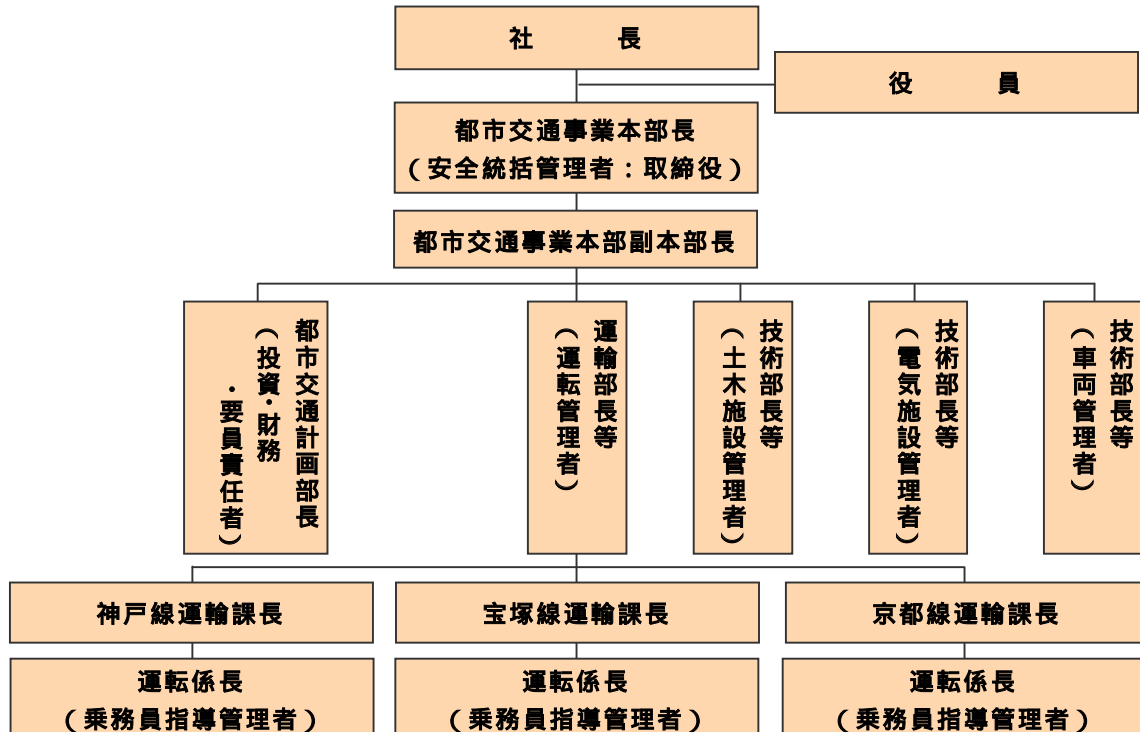 社　　　長
役　　　員
都市交通事業本部長
（安全統括管理者：取締役）
都市交通事業本部副本部長
都市交通計画部長
（投資・財務
・要員責任者）
運輸部長等
（運転管理者）
技術部長等
（土木施設管理者）
技術部長等
（電気施設管理者）
技術部長等
（車両管理者）
神戸線運輸課長
宝塚線運輸課長
京都線運輸課長
運転係長
（乗務員指導管理者）
運転係長
（乗務員指導管理者）
運転係長
（乗務員指導管理者）